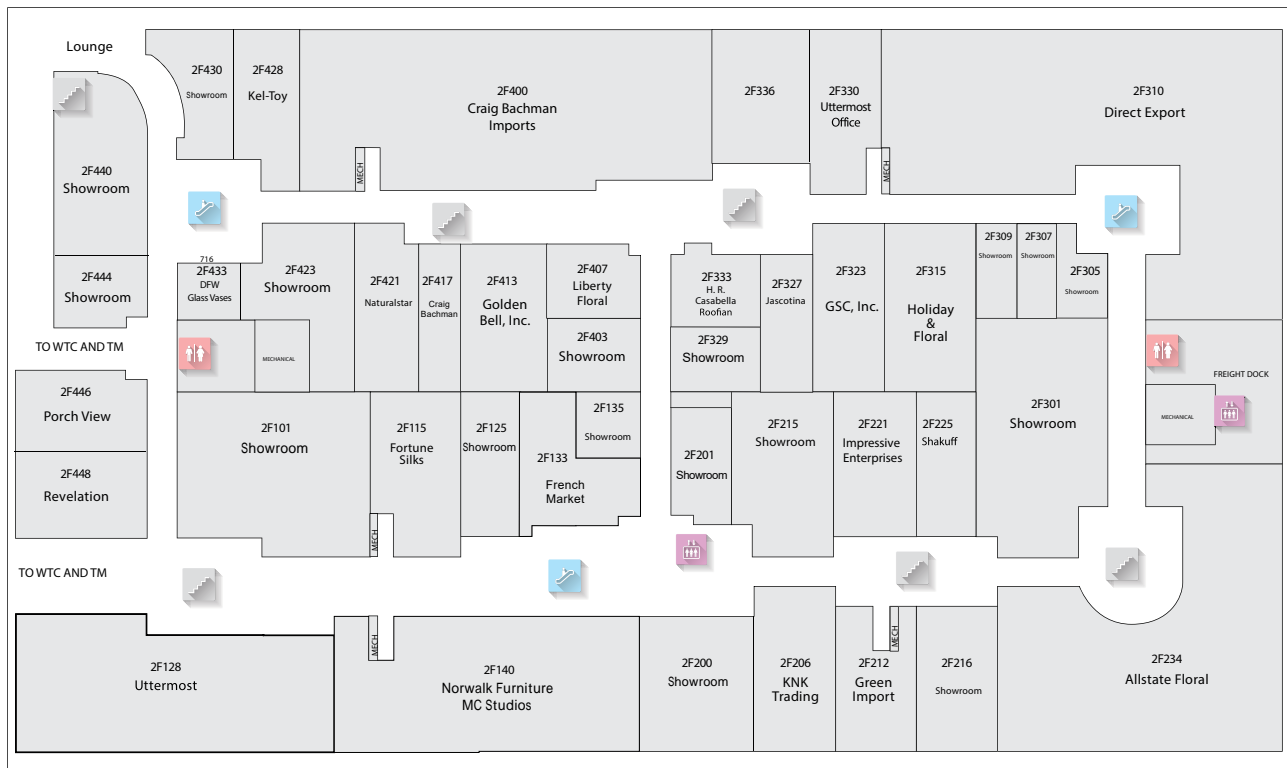 Lounge
2F430
Showroom
2F428
Kel-Toy
2F400
Craig Bachman
Imports
2F336
2F330
Uttermost
Office
2F310
Direct Export
MECH
MECH
2F440
Showroom
2F444
Showroom
716
2F433
DFW
Glass Vases
2F423
Showroom
2F421
Naturalstar
2F417
Craig
Bachman
2F413
Golden
Bell, Inc.
2F407
Liberty
Floral
2F403
Showroom
2F333
H. R.
Casabella
Roofian
2F329
Showroom
2F327
Jascotina
2F323
GSC, Inc.
2F315
Holiday
&
Floral
2F309
Showroom
2F307
Showroom
2F305
Showroom
TO WTC AND TM
MECHANICAL
FREIGHT DOCK
MECHANICAL
2F446
Porch View
2F448
Revelation
2F101
Showroom
2F115
Fortune
Silks
2F125
Showroom
2F133
French
Market
2F135
Showroom
2F201
Showroom
2F215
Showroom
2F221
Impressive
Enterprises
2F225
Shakuff
2F301
Showroom
MECH
TO WTC AND TM
MECH
MECH
2F128
Uttermost
2F140
Norwalk Furniture
MC Studios
2F200
Showroom
2F206
KNK
Trading
2F212
Green
Import
2F216
Showroom
2F234
Allstate Floral